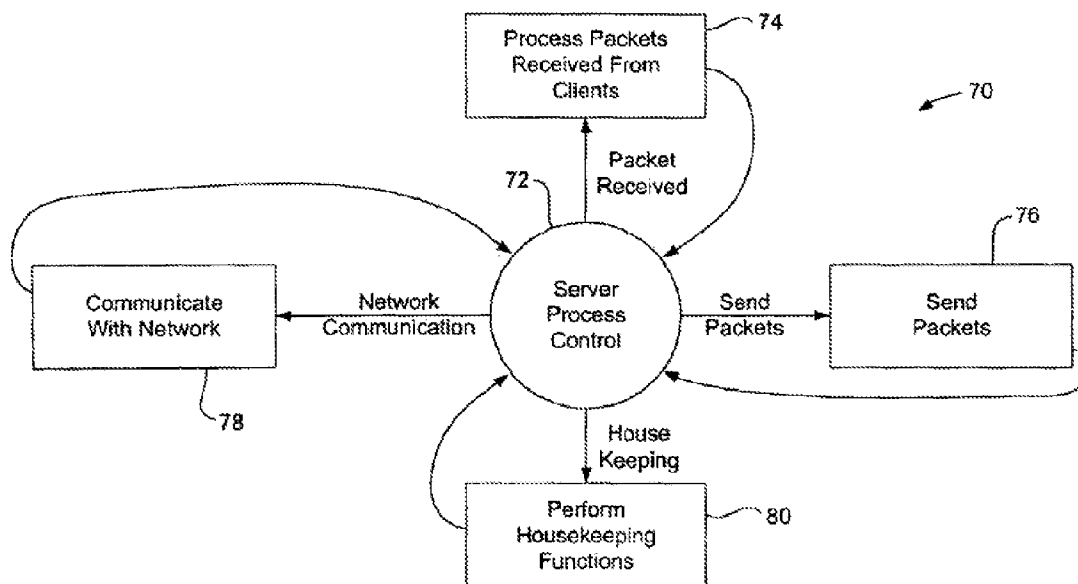 74
Process Packets
Received From
Clients
70
Packet
Received
72
76
Communicate
With Network
Network
Communication
Server
Process
Control
Send
Packets
Send
Packets
78
House
Keeping
Perform
Housekeeping
Functions
80